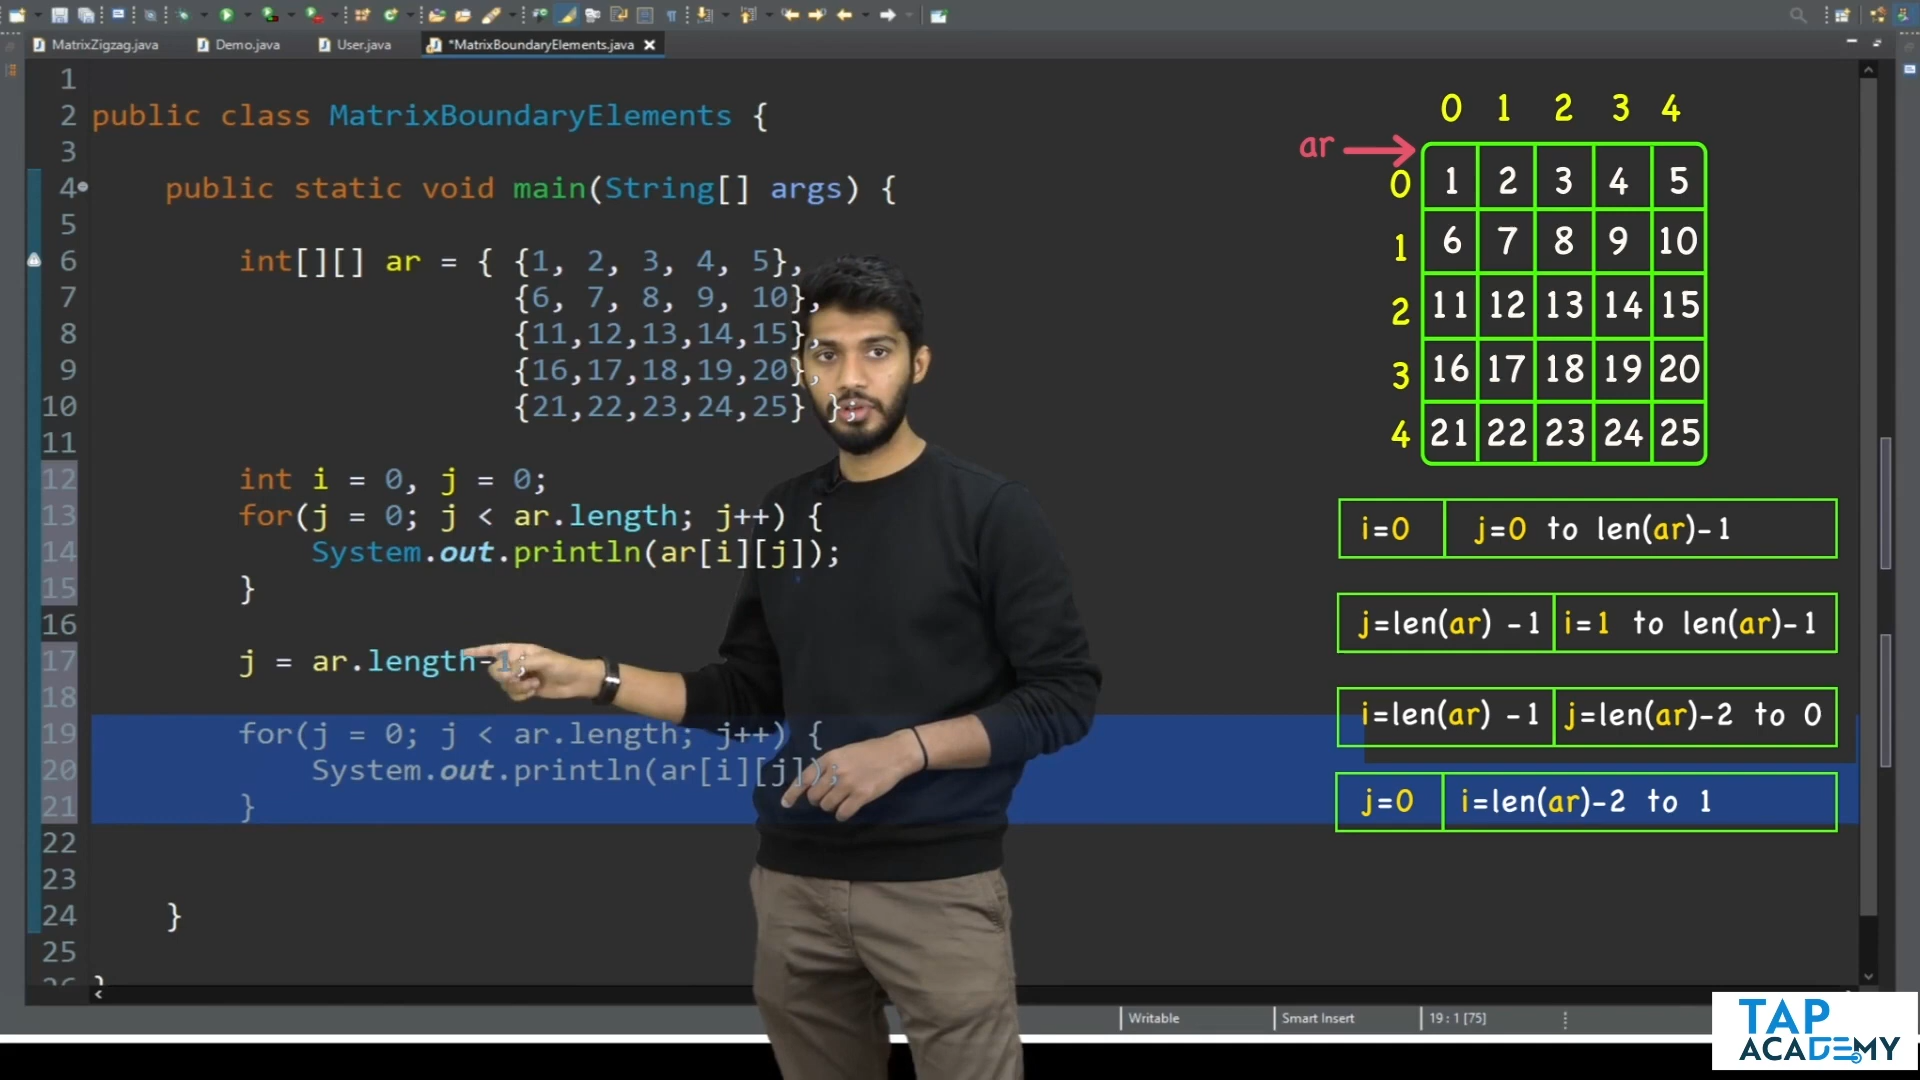 MatrixZigzag.java Demo.java User.java *MatrixBoundaryElements.java
1
2 public class MatrixBoundaryElements {
3
4 public static void main(String[] args) {
5
6 int[][] ar = { {1, 2, 3, 4, 5},
7 {6, 7, 8, 9, 10},
8 {11,12,13,14,15},
9 {16,17,18,19,20},
10 {21,22,23,24,25} };
11
12 int i = 0, j = 0;
13 for(j = 0; j < ar.length; j++) {
14 System.out.println(ar[i][j]);
15 }
16
17 j = ar.length-1;
18
19 for(j = 0; j < ar.length; j++) {
20 System.out.println(ar[i][j]);
21 }
22
23
24 }
25
26 }
0 1 2 3 4
ar
0 1 2 3 4 5
1 6 7 8 9 10
2 11 12 13 14 15
3 16 17 18 19 20
4 21 22 23 24 25
i=0 j=0 to len(ar)-1
j=len(ar) -1 i=1 to len(ar)-1
i=len(ar) -1 j=len(ar)-2 to 0
j=0 i=len(ar)-2 to 1
Writable Smart Insert 19 : 1 [75]
TAP
ACADEMY